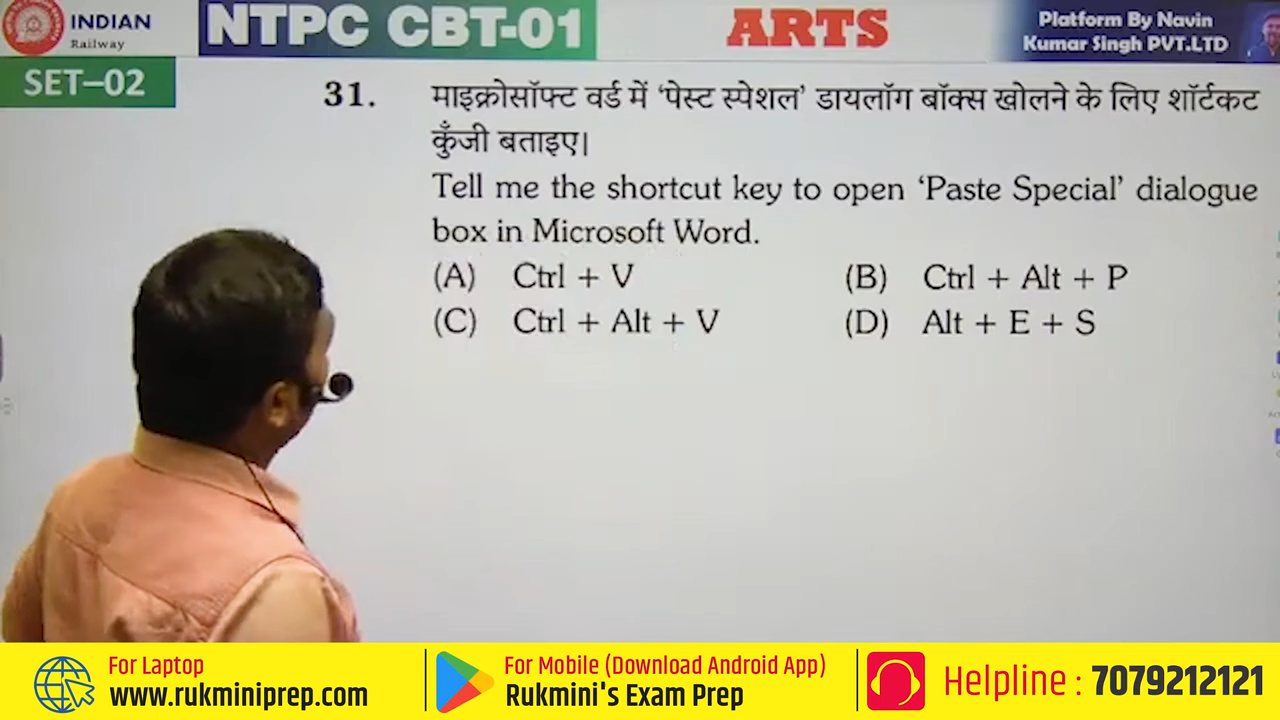 INDIAN
Railway
NTPC CBT-01
ARTS
Platform By Navin
Kumar Singh PVT.LTD
SET–02
31. माइक्रोसॉफ्ट वर्ड में ‘पेस्ट स्पेशल’ डायलॉग बॉक्स खोलने के लिए शॉर्टकट
कुँजी बताइए।
Tell me the shortcut key to open ‘Paste Special’ dialogue
box in Microsoft Word.
(A) Ctrl + V (B) Ctrl + Alt + P
(C) Ctrl + Alt + V (D) Alt + E + S
For Laptop
www.rukminiprep.com
For Mobile (Download Android App)
Rukmini's Exam Prep
Helpline : 7079212121